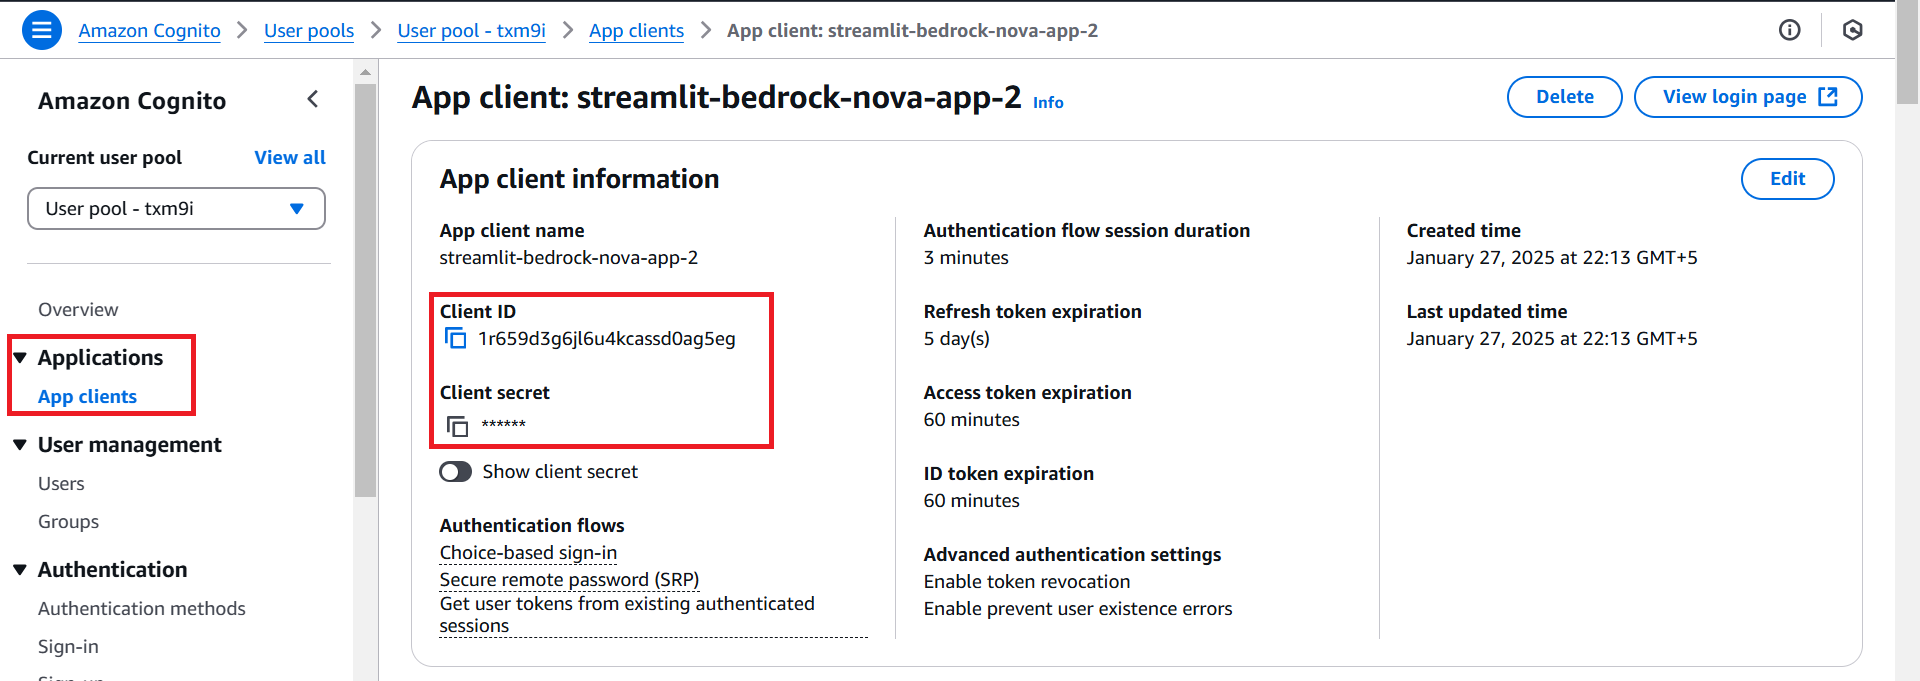 Amazon Cognito > User pools > User pool - txm9i > App clients > App client: streamlit-bedrock-nova-app-2
Amazon Cognito
Current user pool View all
User pool - txm9i
Overview
Applications
App clients
User management
Users
Groups
Authentication
Authentication methods
Sign-in
App client: streamlit-bedrock-nova-app-2 Info
Delete
View login page
App client information
Edit
App client name
streamlit-bedrock-nova-app-2
Client ID
1r659d3g6jl6u4kcassd0ag5eg
Client secret
******
Show client secret
Authentication flows
Choice-based sign-in
Secure remote password (SRP)
Get user tokens from existing authenticated
sessions
Authentication flow session duration
3 minutes
Refresh token expiration
5 day(s)
Access token expiration
60 minutes
ID token expiration
60 minutes
Advanced authentication settings
Enable token revocation
Enable prevent user existence errors
Created time
January 27, 2025 at 22:13 GMT+5
Last updated time
January 27, 2025 at 22:13 GMT+5